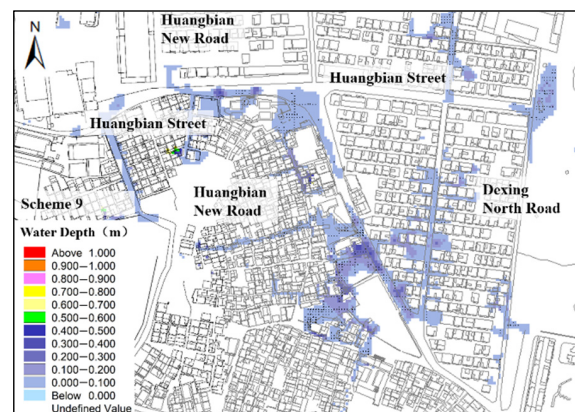 N
Huangbian
New Road
Huangbian Street
Huangbian Street
Huangbian
New Road
Dexing
North Road
Scheme 9
Water Depth（m）
Above 1.000
0.900—1.000
0.800—0.900
0.700—0.800
0.600—0.700
0.500—0.600
0.400—0.500
0.300—0.400
0.200—0.300
0.100—0.200
0.000—0.100
Below 0.000
Undefined Value